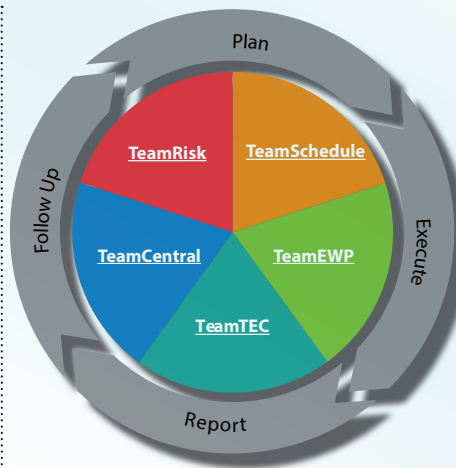 Plan
TeamRisk
TeamSchedule
Follow Up
TeamCentral
TeamEWP
Execute
TeamTEC
Report